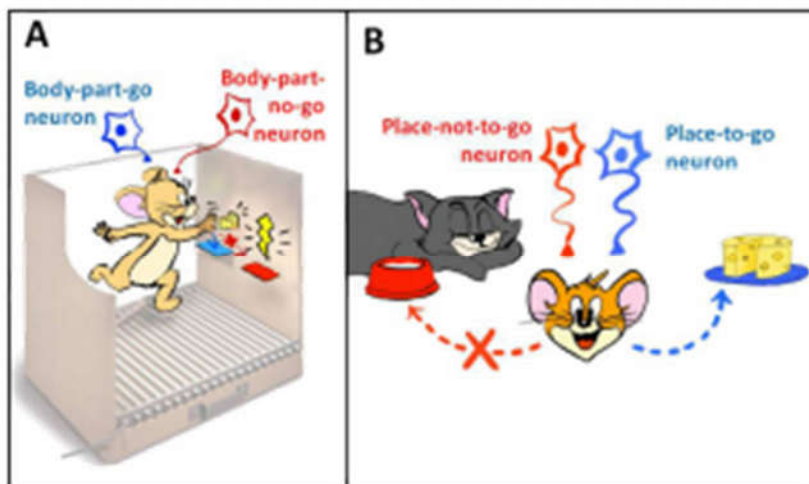 A
Body-part-go
neuron
Body-part-
no-go
neuron
B
Place-not-to-go
neuron
Place-to-go
neuron